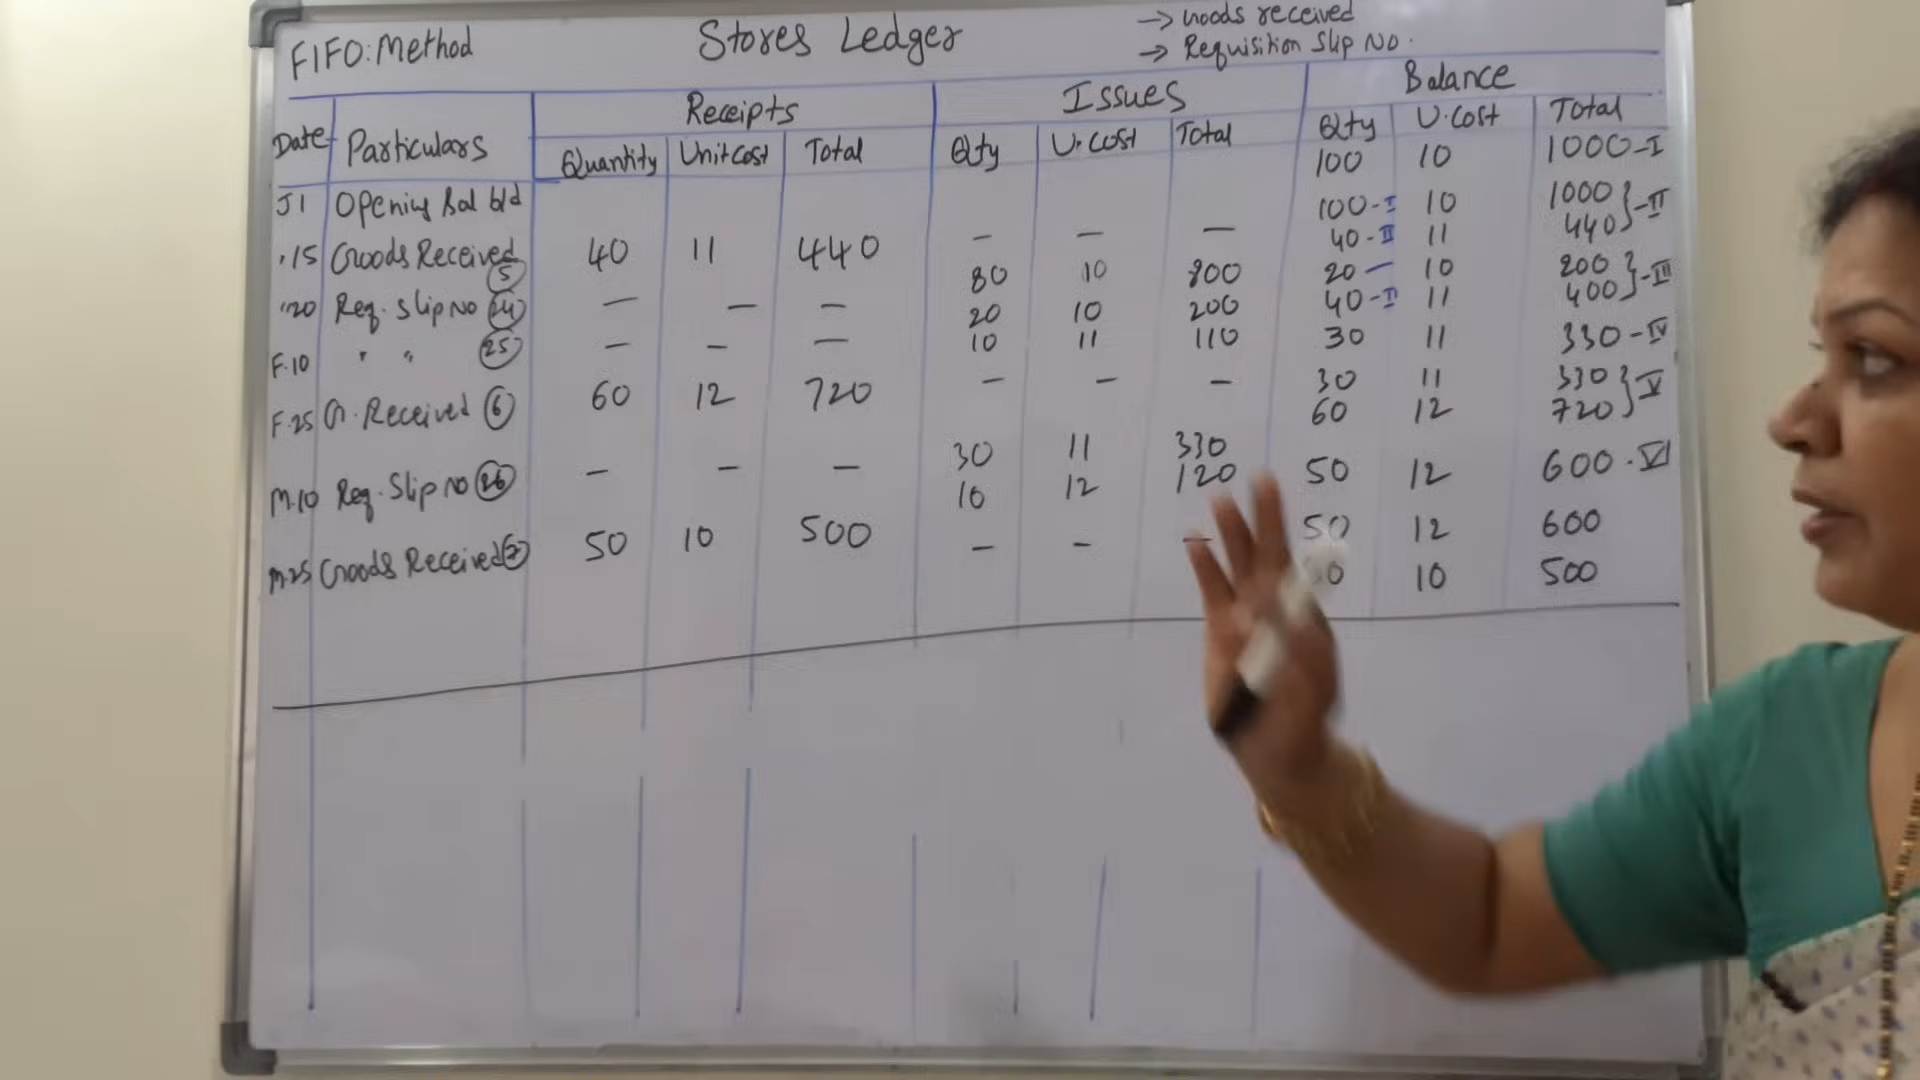 FIFO: Method Stores Ledger → Goods received
→ Requisition Slip No.
Date Particulars Receipts Issues Balance
Quantity Unit cost Total Qty U. cost Total Qty U. cost Total
J1 Opening bal b/d 100 10 1000 - I
" 15 Goods Received (5) 40 11 440 — — — 100 - I 10 1000 } - II
40 - II 11 440
" 20 Req. Slip No (24) — — — 80 10 800 20 — 10 200 } - III
40 - II 11 400
F.10 " " (25) — — — 20 10 200
10 11 110 30 11 330 - IV
F.25 G. Received (6) 60 12 720 — — — 30 11 330 } - V
60 12 720
M.10 Req. Slip No (26) — — — 30 11 330
10 12 120 50 12 600 - VI
M.25 Goods Received 50 10 500 — — — 50 12 600
10 500